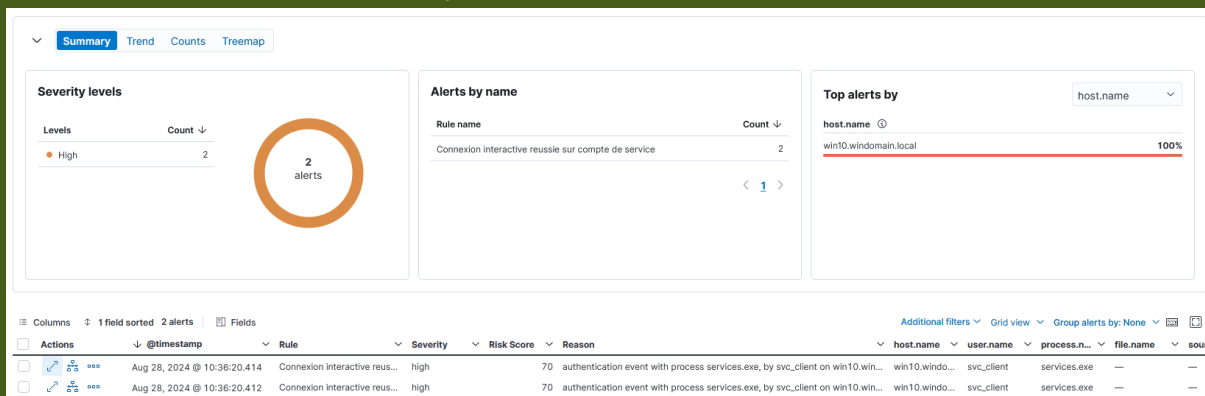 Summary Trend Counts Treemap
Severity levels
Levels Count
High 2
2
alerts
Alerts by name
Rule name Count
Connexion interactive reussie sur compte de service 2
1
Top alerts by host.name
host.name
win10.windomain.local 100%
Columns 1 field sorted 2 alerts Fields Additional filters Grid view Group alerts by: None
Actions @timestamp Rule Severity Risk Score Reason host.name user.name process.n... file.name sou
Aug 28, 2024 @ 10:36:20.414 Connexion interactive reus... high 70 authentication event with process services.exe, by svc_client on win10.win... win10.windo... svc_client services.exe — —
Aug 28, 2024 @ 10:36:20.412 Connexion interactive reus... high 70 authentication event with process services.exe, by svc_client on win10.win... win10.windo... svc_client services.exe — —